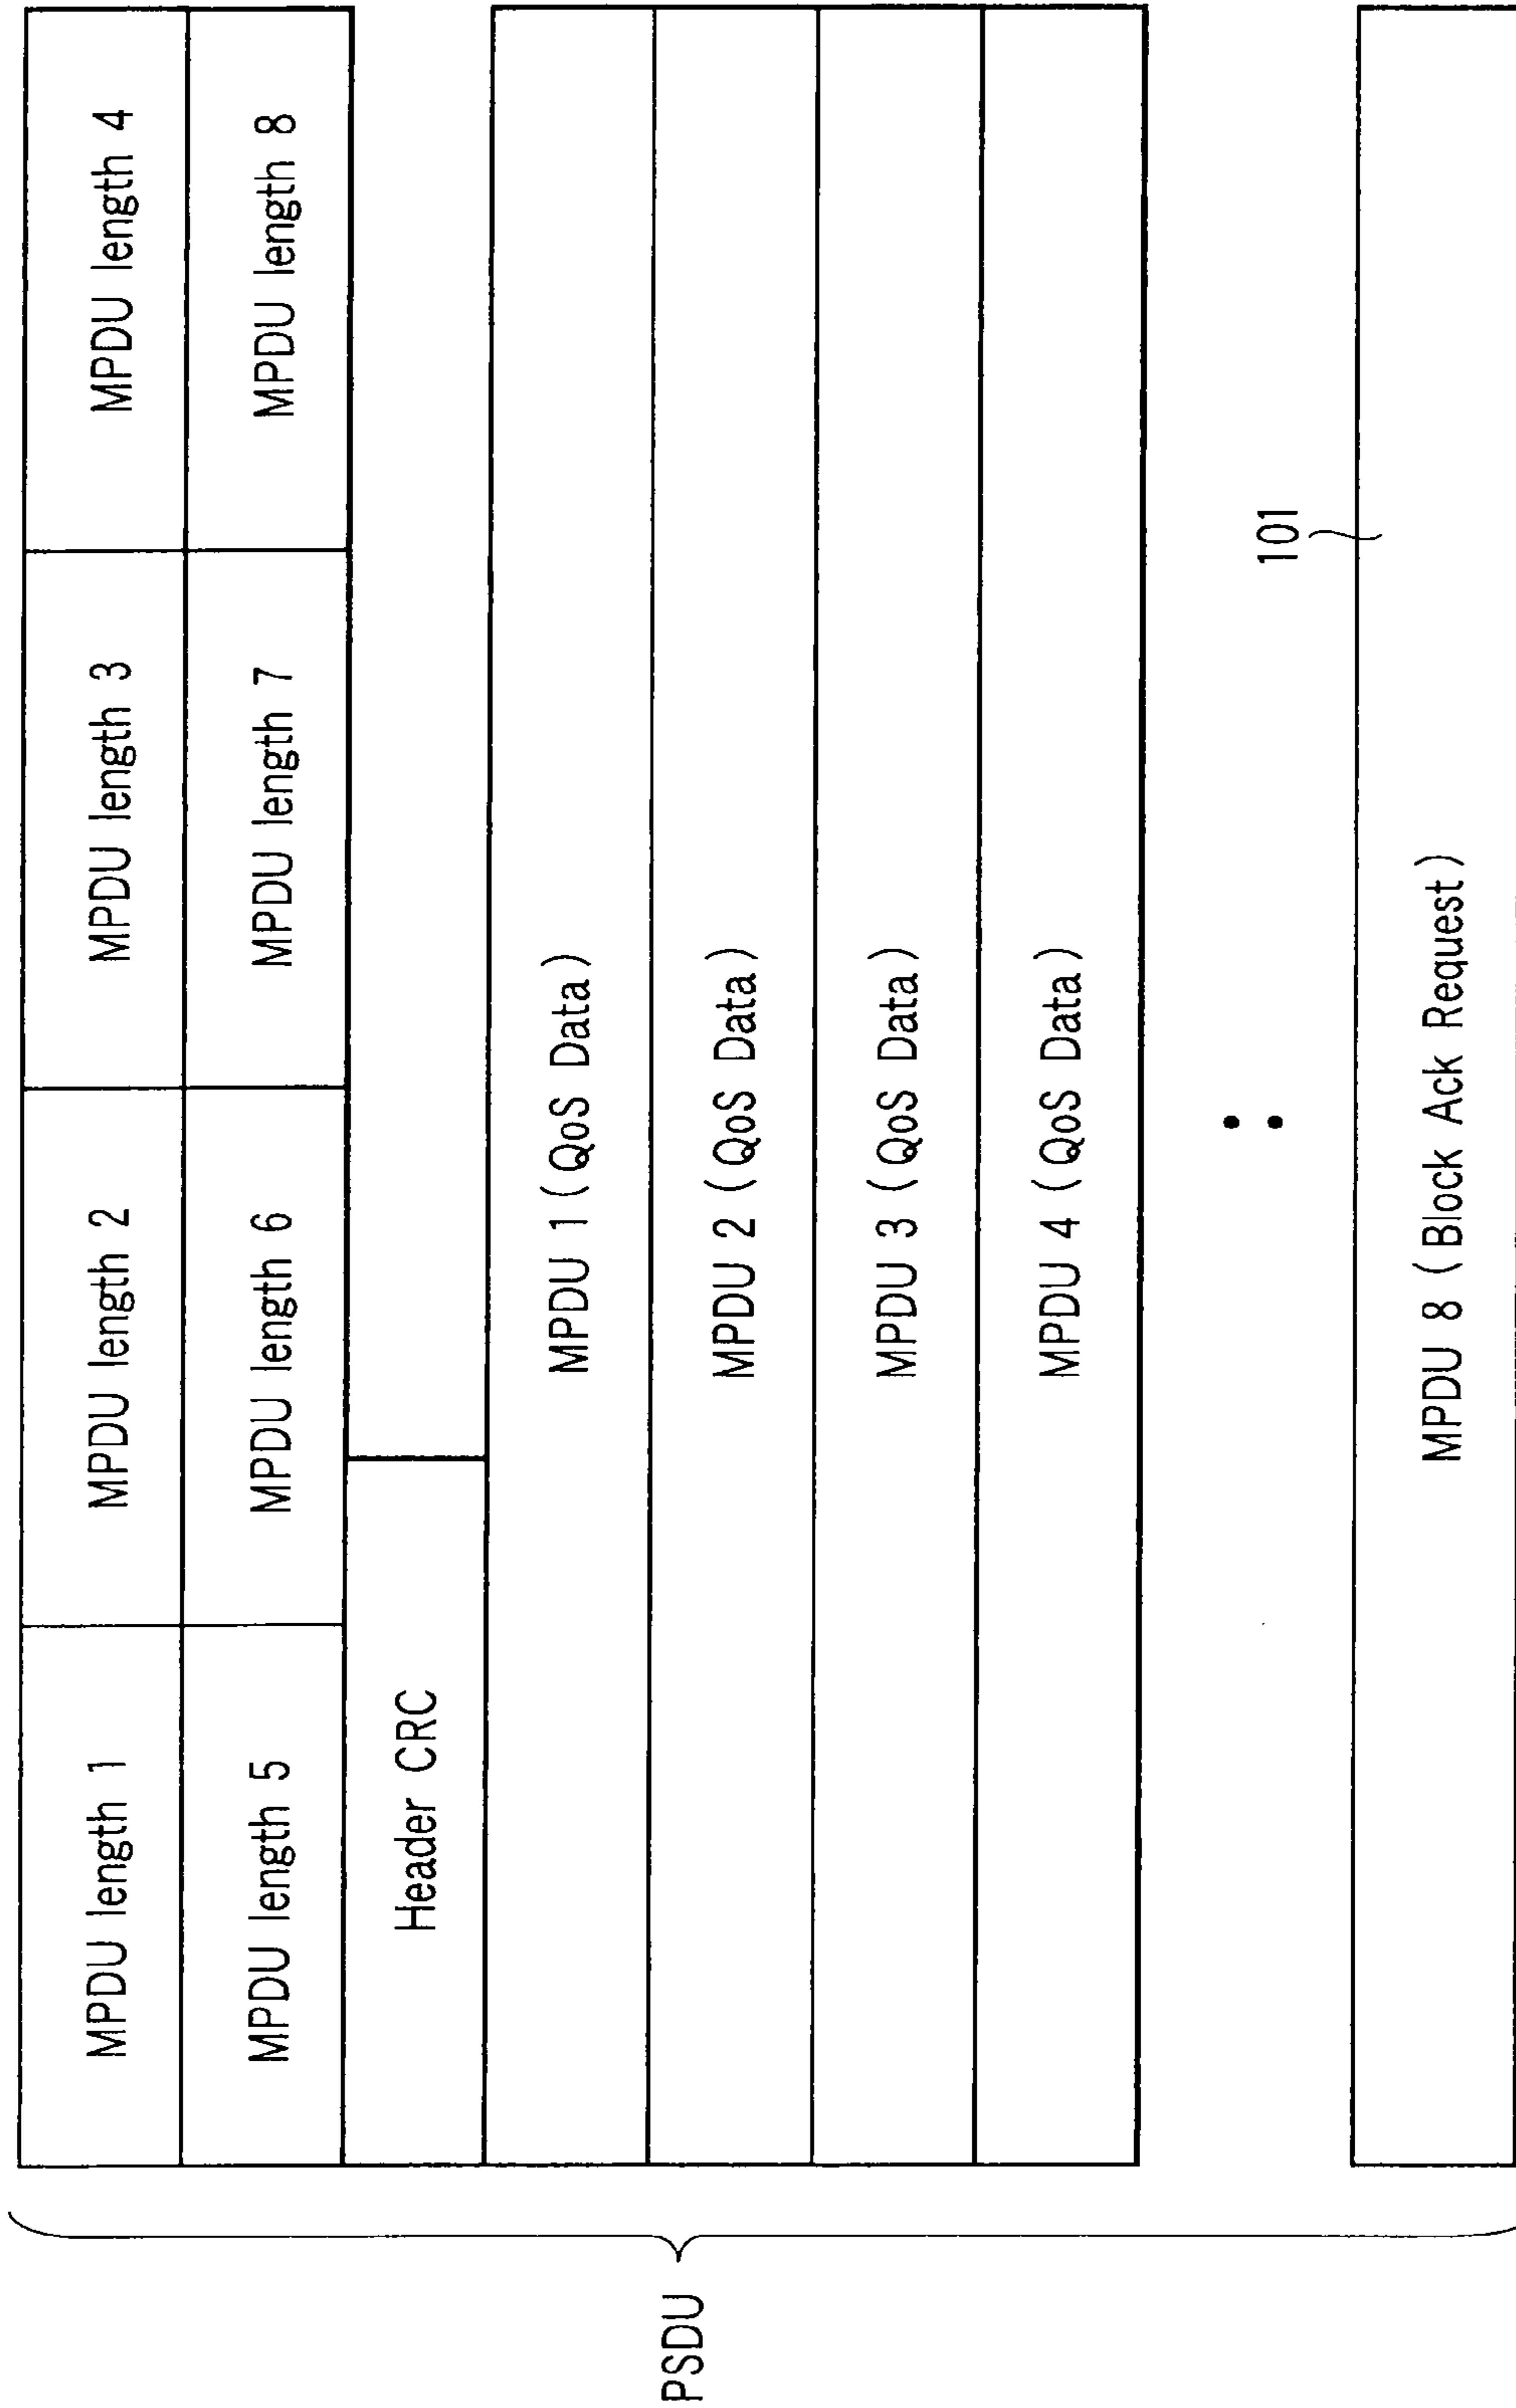 MPDU length 1
MPDU length 2
MPDU length 3
MPDU length 4
MPDU length 5
MPDU length 6
MPDU length 7
MPDU length 8
Header CRC
MPDU 1 (QoS Data)
MPDU 2 (QoS Data)
MPDU 3 (QoS Data)
MPDU 4 (QoS Data)
PSDU
101
MPDU 8 (Block Ack Request)